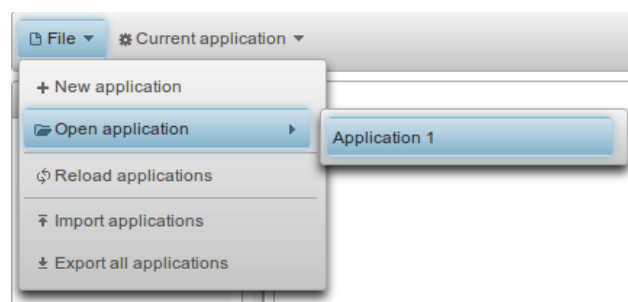 File Current application
New application
Open application
Application 1
Reload applications
Import applications
Export all applications